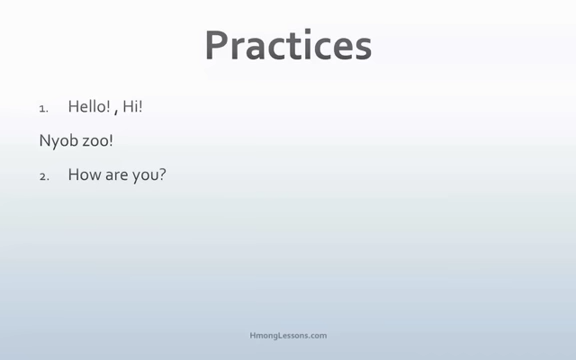 Practices
1. Hello! , Hi!
Nyob zoo!
2. How are you?
HmongLessons.com